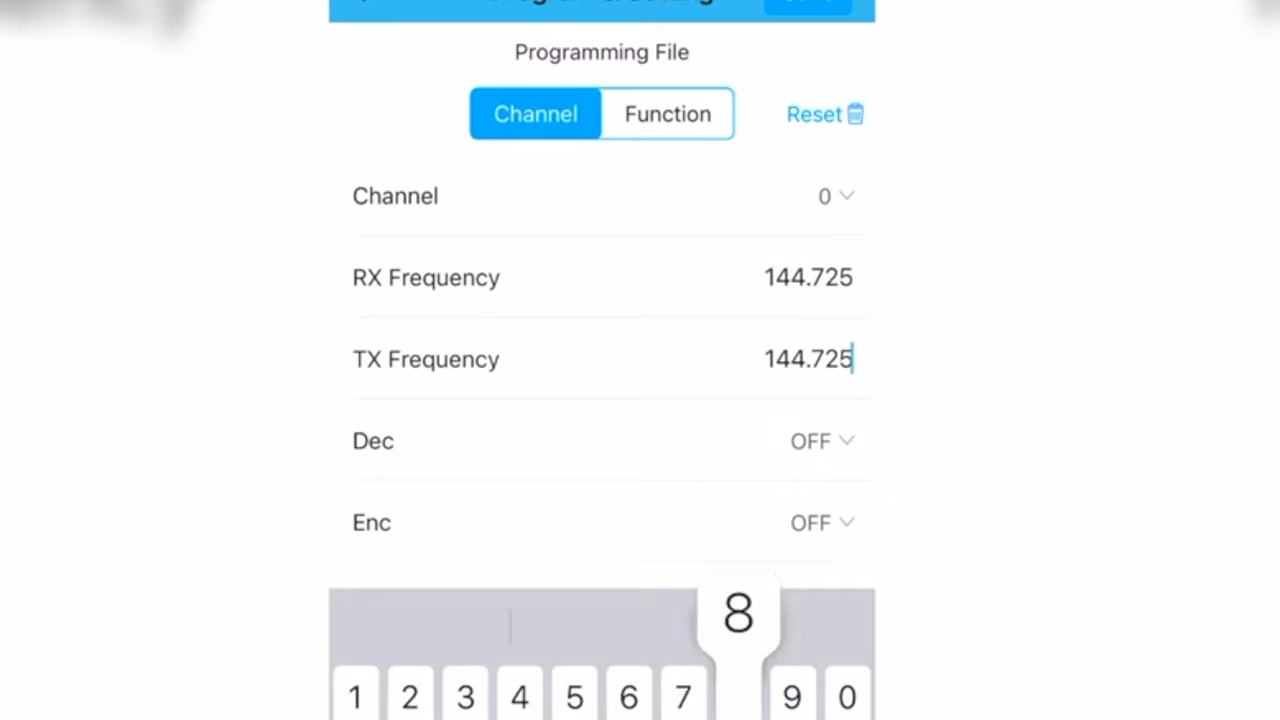 Programming File
Channel Function Reset
Channel 0
RX Frequency 144.725
TX Frequency 144.725
Dec OFF
Enc OFF
8
1 2 3 4 5 6 7 9 0